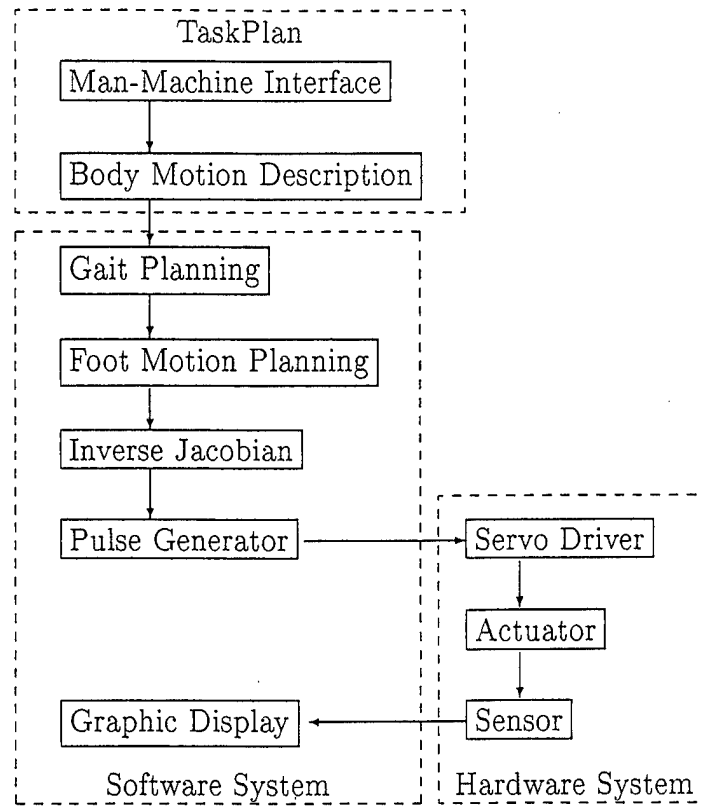 TaskPlan
Man-Machine Interface
Body Motion Description
Gait Planning
Foot Motion Planning
Inverse Jacobian
Pulse Generator
Servo Driver
Actuator
Graphic Display
Sensor
Software System
Hardware System